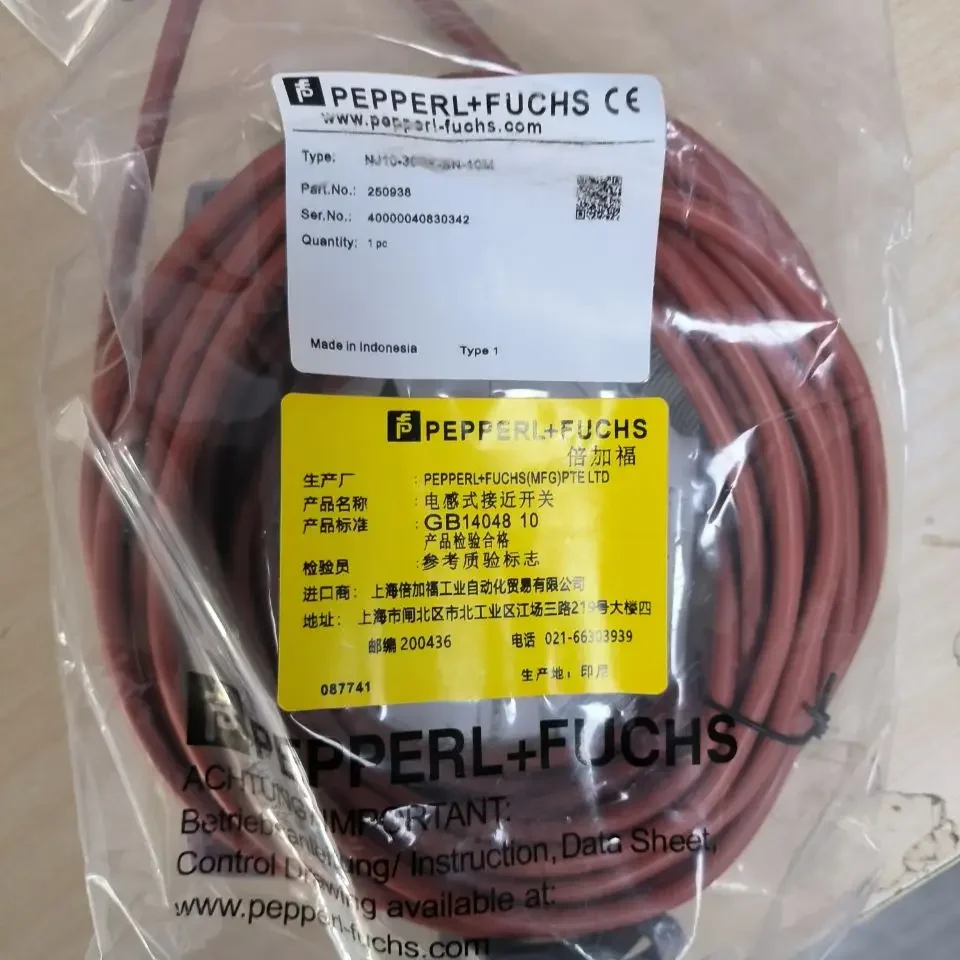 PEPPERL+FUCHS CE
www.pepperl-fuchs.com
Type:
Part.No.: 250938
Ser.No.: 40000040830342
Quantity: 1 pc
Made in Indonesia Type 1
PEPPERL+FUCHS
倍加福
生产厂 : PEPPERL+FUCHS(MFG)PTE LTD
产品名称 : 电感式接近开关
产品标准 : GB14048 10
产品检验合格
检验员 : 参考质验标志
进口商: 上海倍加福工业自动化贸易有限公司
地址: 上海市闸北区市北工业区江场三路219号大楼四
邮编 200436 电话 021-66303939
生产地: 印尼
087741
PEPPERL+FUCHS
ACHTUNG/IMPORTANT:
Betriebsanleitung/ Instruction, Data Sheet,
Control Drawing available at:
www.pepperl-fuchs.com